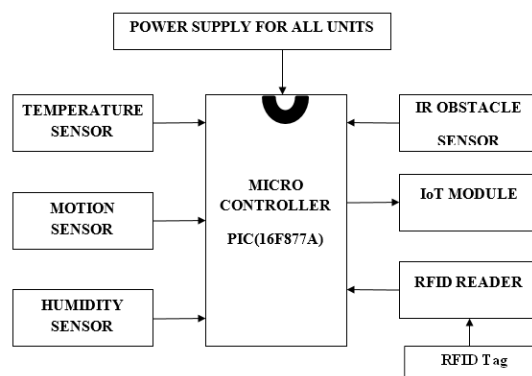 POWER SUPPLY FOR ALL UNITS
TEMPERATURE
SENSOR
IR OBSTACLE
SENSOR
MOTION
SENSOR
MICRO
CONTROLLER
PIC(16F877A)
IoT MODULE
HUMIDITY
SENSOR
RFID READER
RFID Tag